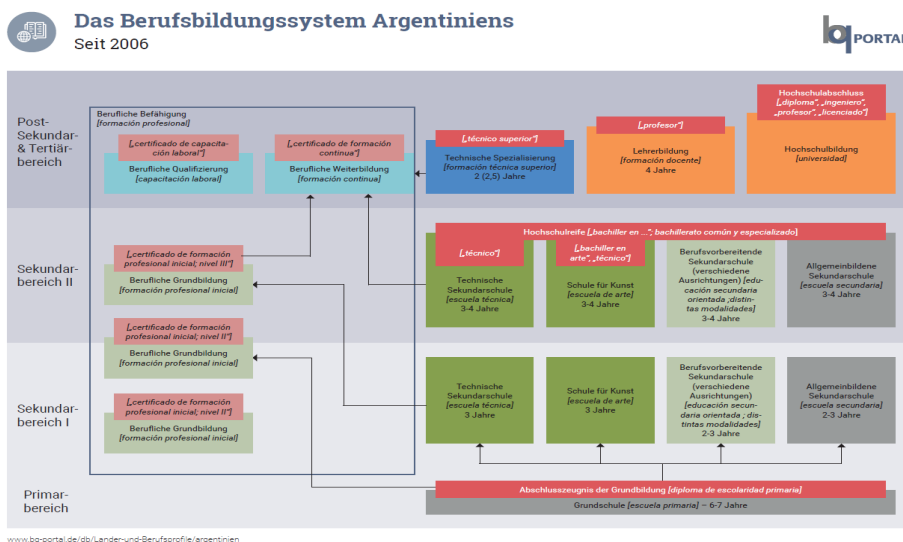 Das Berufsbildungssystem Argentiniens
Seit 2006
bq PORTAL
Post-
Sekundar-
& Tertiär-
bereich
Berufliche Befähigung
[formación profesional]
[„certificado de capacita-
ción laboral"]
Berufliche Qualifizierung
[capacitación laboral]
[„certificado de formación
continua"]
Berufliche Weiterbildung
[formación continua]
[„técnico superior"]
Technische Spezialisierung
[formación técnica superior]
2 (2,5) Jahre
[„profesor"]
Lehrerbildung
[formación docente]
4 Jahre
Hochschulabschluss
[„diploma", „ingeniero",
„profesor", „licenciado"]
Hochschulbildung
[universidad]
Sekundar-
bereich II
[„certificado de formación
profesional inicial; nivel III"]
Berufliche Grundbildung
[formación profesional inicial]
Hochschulreife [„bachiller en ..."; bachillerato común y especializado]
[„técnico"]
Technische
Sekundarschule
[escuela técnica]
3-4 Jahre
[„bachiller en
arte", „técnico"]
Schule für Kunst
[escuela de arte]
3-4 Jahre
Berufsvorbereitende
Sekundarschule
(verschiedene
Ausrichtungen) [edu-
cación secundaria
orientada ;distin-
tas modalidades]
3-4 Jahre
Allgemeinbildene
Sekundarschule
[escuela secundaria]
3-4 Jahre
[„certificado de formación
profesional inicial; nivel II"]
Berufliche Grundbildung
[formación profesional inicial]
Sekundar-
bereich I
[„certificado de formación
profesional inicial; nivel II"]
Berufliche Grundbildung
[formación profesional inicial]
Technische
Sekundarschule
[escuela técnica]
3 Jahre
Schule für Kunst
[escuela de arte]
3 Jahre
Berufsvorbereitende
Sekundarschule
(verschiedene
Ausrichtungen)
[educación secun-
daria orientada ; dis-
tintas modalidades]
2-3 Jahre
Allgemeinbildene
Sekundarschule
[escuela secundaria]
2-3 Jahre
Primar-
bereich
Abschlusszeugnis der Grundbildung [diploma de escolaridad primaria]
Grundschule [escuela primaria] – 6-7 Jahre
www.bq-portal.de/db/Lander-und-Berufsprofile/argentinien